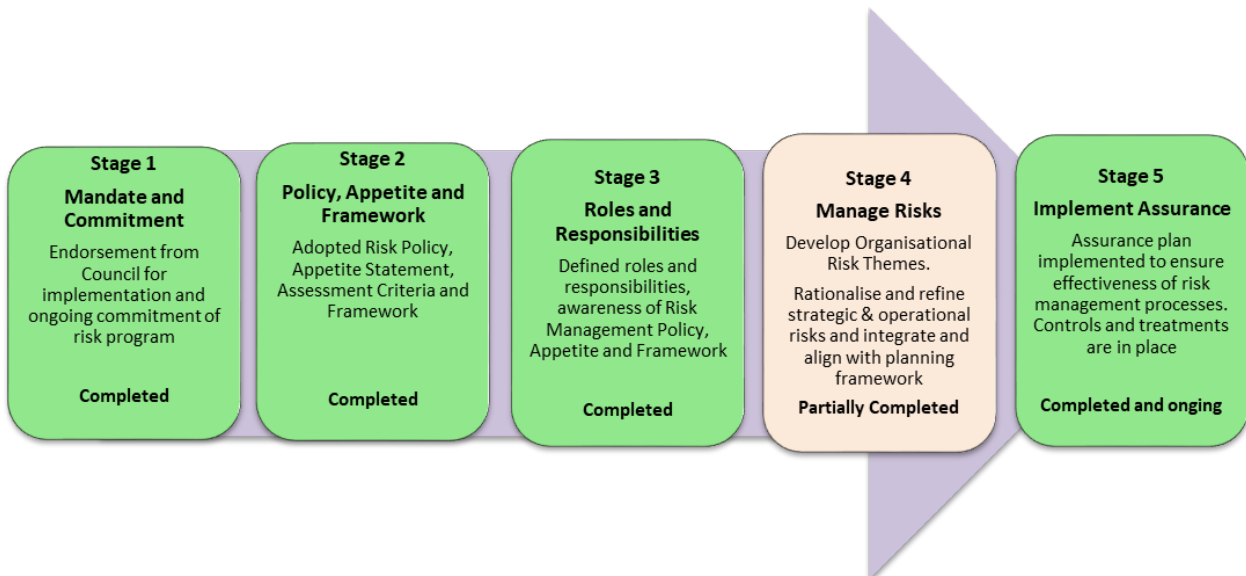 Stage 1
Mandate and
Commitment
Endorsement from
Council for
implementation and
ongoing commitment of
risk program
Completed
Stage 2
Policy, Appetite and
Framework
Adopted Risk Policy,
Appetite Statement,
Assessment Criteria and
Framework
Completed
Stage 3
Roles and
Responsibilities
Defined roles and
responsibilities,
awareness of Risk
Management Policy,
Appetite and Framework
Completed
Stage 4
Manage Risks
Develop Organisational
Risk Themes.
Rationalise and refine
strategic & operational
risks and integrate and
align with planning
framework
Partially Completed
Stage 5
Implement Assurance
Assurance plan
implemented to ensure
effectiveness of risk
management processes.
Controls and treatments
are in place
Completed and onging